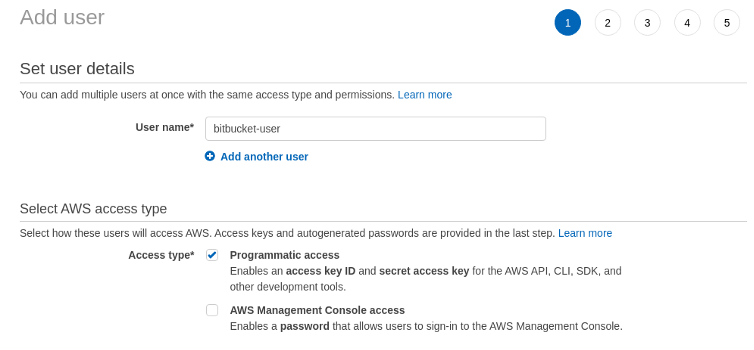 Add user
1 2 3 4 5
Set user details
You can add multiple users at once with the same access type and permissions. Learn more
User name* bitbucket-user
Add another user
Select AWS access type
Select how these users will access AWS. Access keys and autogenerated passwords are provided in the last step. Learn more
Access type* Programmatic access
Enables an access key ID and secret access key for the AWS API, CLI, SDK, and
other development tools.
AWS Management Console access
Enables a password that allows users to sign-in to the AWS Management Console.